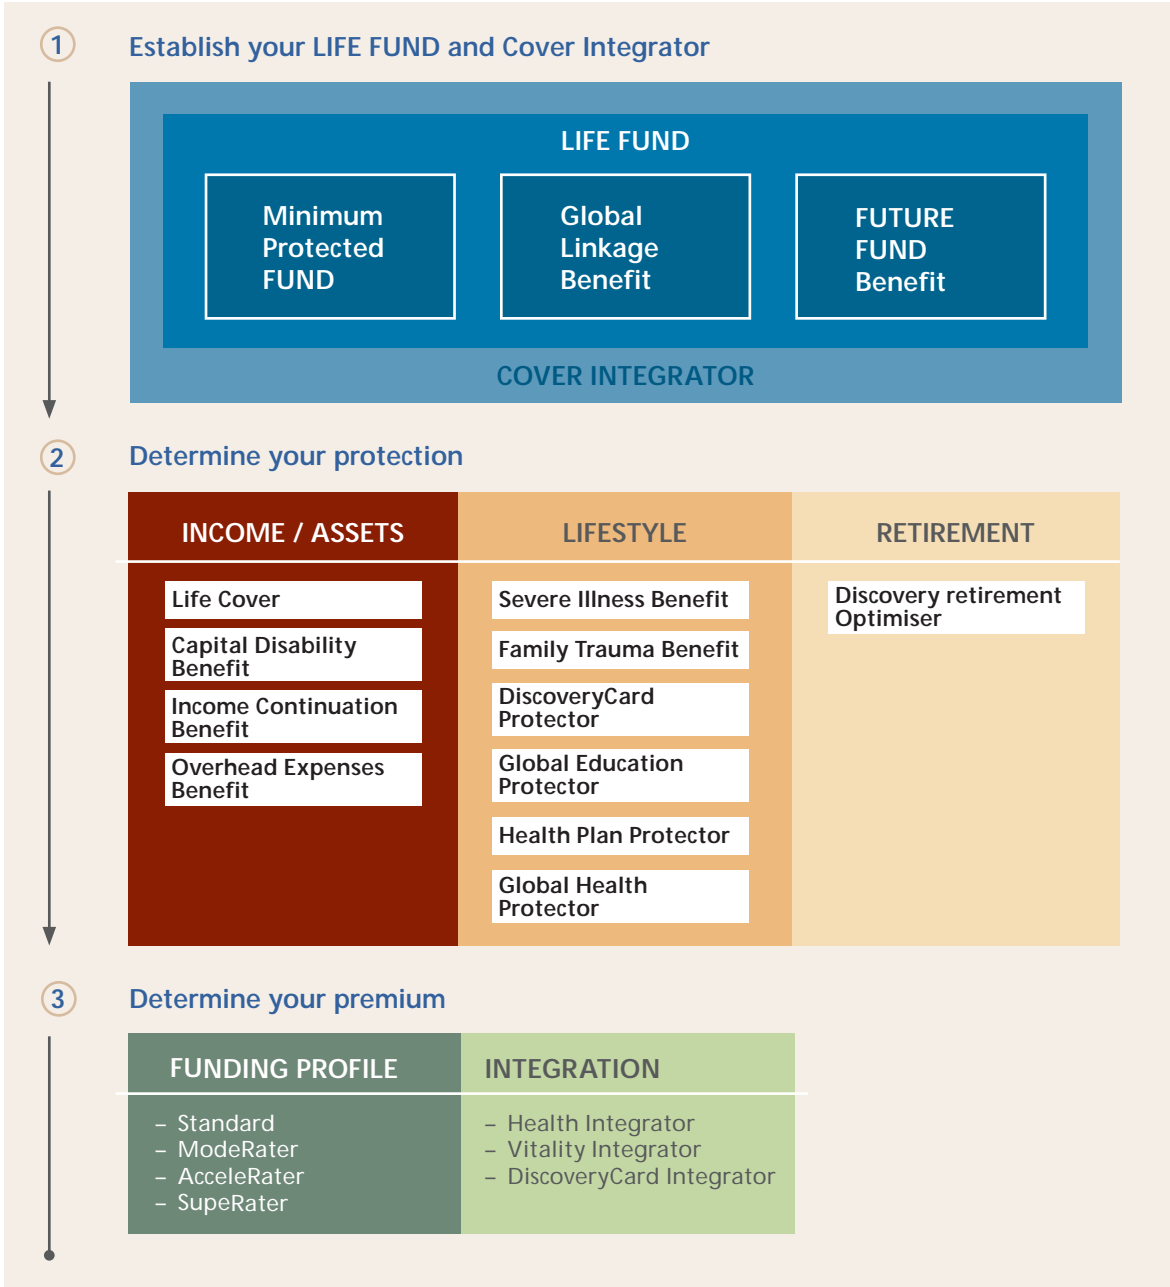 1
Establish your LIFE FUND and Cover Integrator
LIFE FUND
Minimum
Protected
FUND
Global
Linkage
Benefit
FUTURE
FUND
Benefit
COVER INTEGRATOR
2
Determine your protection
INCOME / ASSETS
Life Cover
Capital Disability
Benefit
Income Continuation
Benefit
Overhead Expenses
Benefit
LIFESTYLE
Severe Illness Benefit
Family Trauma Benefit
DiscoveryCard
Protector
Global Education
Protector
Health Plan Protector
Global Health
Protector
RETIREMENT
Discovery retirement
Optimiser
3
Determine your premium
FUNDING PROFILE
– Standard
– ModeRater
– AcceleRater
– SupeRater
INTEGRATION
– Health Integrator
– Vitality Integrator
– DiscoveryCard Integrator